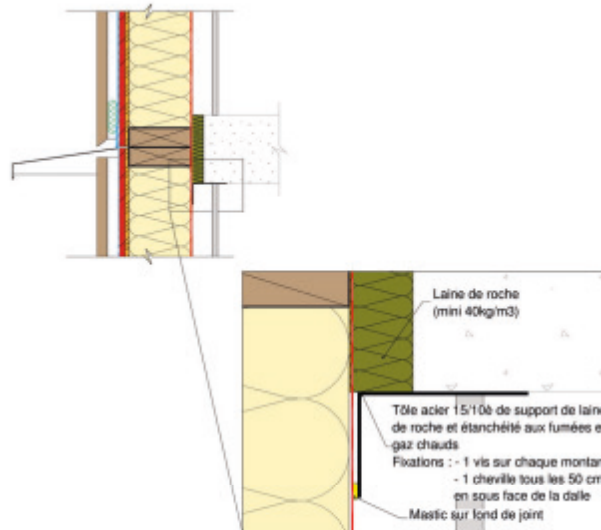 Laine de roche
(mini 40kg/m3)
Tôle acier 15/10è de support de laine
de roche et étanchéité aux fumées e
gaz chauds
Fixations : - 1 vis sur chaque montan
- 1 cheville tous les 50 cm
en sous face de la dalle
Mastic sur fond de joint